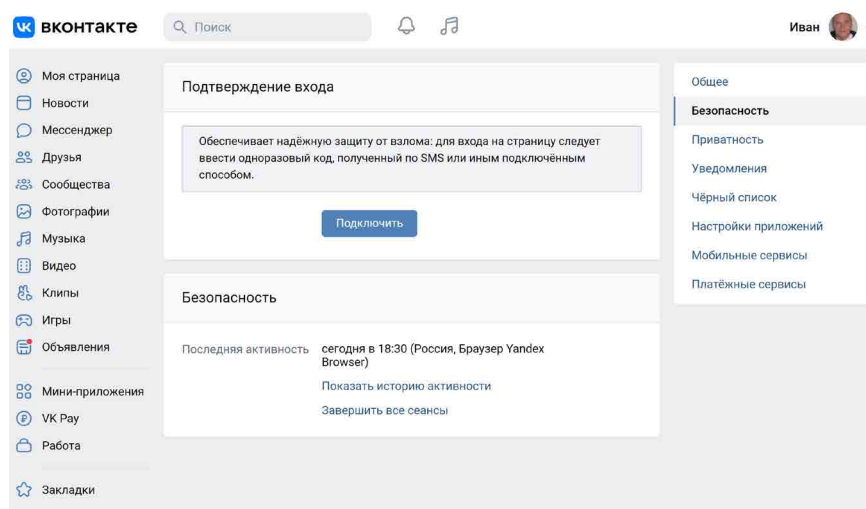 вконтакте
Поиск
Иван
Моя страница
Новости
Мессенджер
Друзья
Сообщества
Фотографии
Музыка
Видео
Клипы
Игры
Объявления
Мини-приложения
VK Pay
Работа
Закладки
Подтверждение входа
Обеспечивает надёжную защиту от взлома: для входа на страницу следует
ввести одноразовый код, полученный по SMS или иным подключённым
способом.
Подключить
Безопасность
Последняя активность
сегодня в 18:30 (Россия, Браузер Yandex
Browser)
Показать историю активности
Завершить все сеансы
Общее
Безопасность
Приватность
Уведомления
Чёрный список
Настройки приложений
Мобильные сервисы
Платёжные сервисы